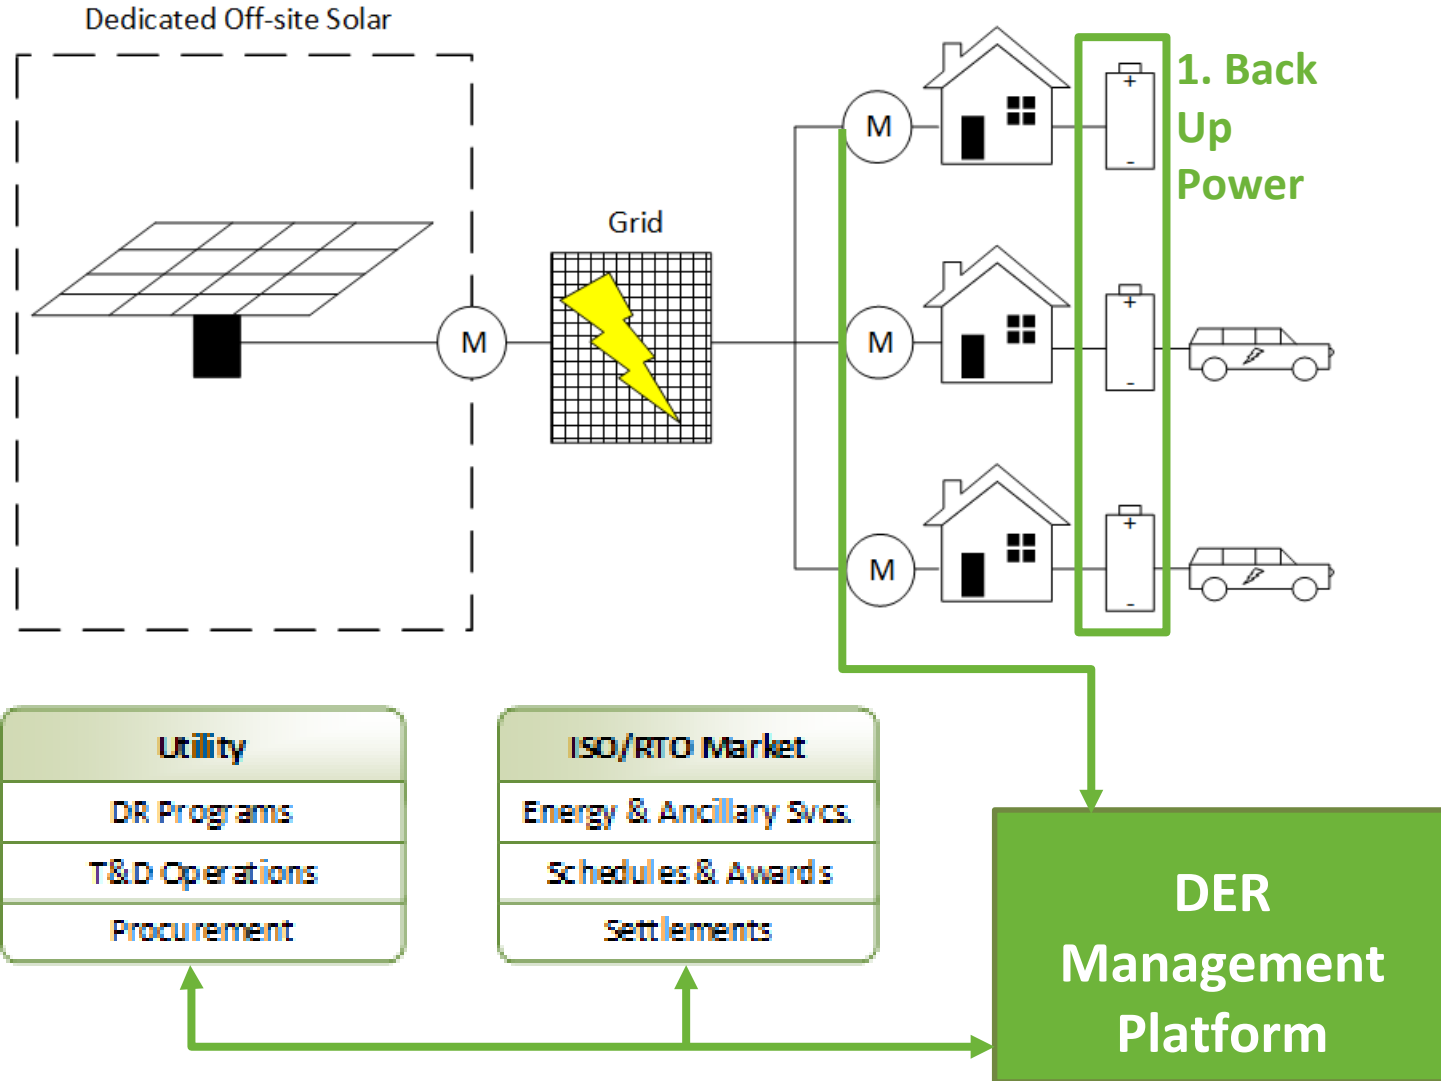 Dedicated Off-site Solar
1. Back
Up
Power
M
Grid
M
M
M
+
-
+
-
+
-
Utility
DR Programs
T&D Operations
Procurement
ISO/RTO Market
Energy & Ancillary Svcs.
Schedules & Awards
Settlements
DER
Management
Platform